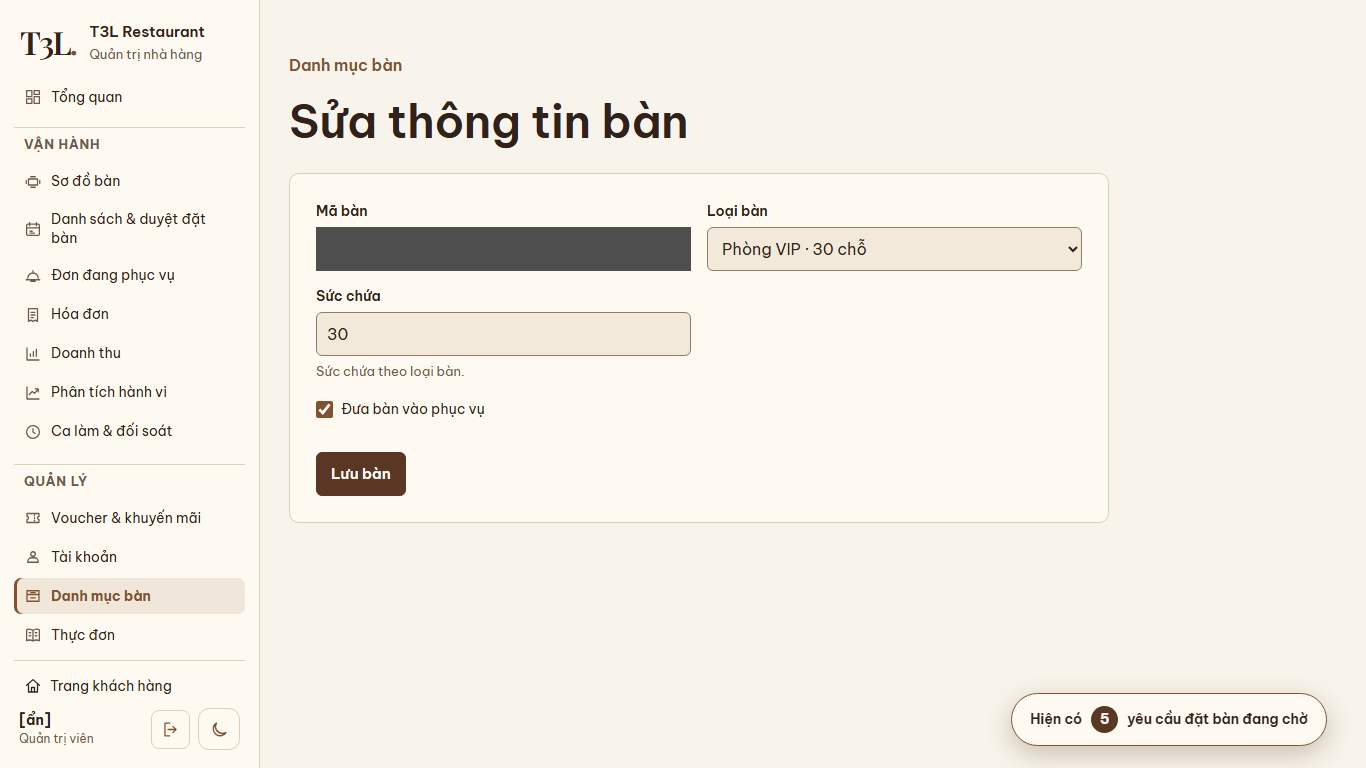 T3L.
T3L Restaurant
Quản trị nhà hàng
Tổng quan
VẬN HÀNH
Sơ đồ bàn
Danh sách & duyệt đặt
bàn
Đơn đang phục vụ
Hóa đơn
Doanh thu
Phân tích hành vi
Ca làm & đối soát
QUẢN LÝ
Voucher & khuyến mãi
Tài khoản
Danh mục bàn
Thực đơn
Trang khách hàng
[ẩn]
Quản trị viên
Danh mục bàn
Sửa thông tin bàn
Mã bàn
Loại bàn
Phòng VIP · 30 chỗ
Sức chứa
30
Sức chứa theo loại bàn.
Đưa bàn vào phục vụ
Lưu bàn
Hiện có 5 yêu cầu đặt bàn đang chờ